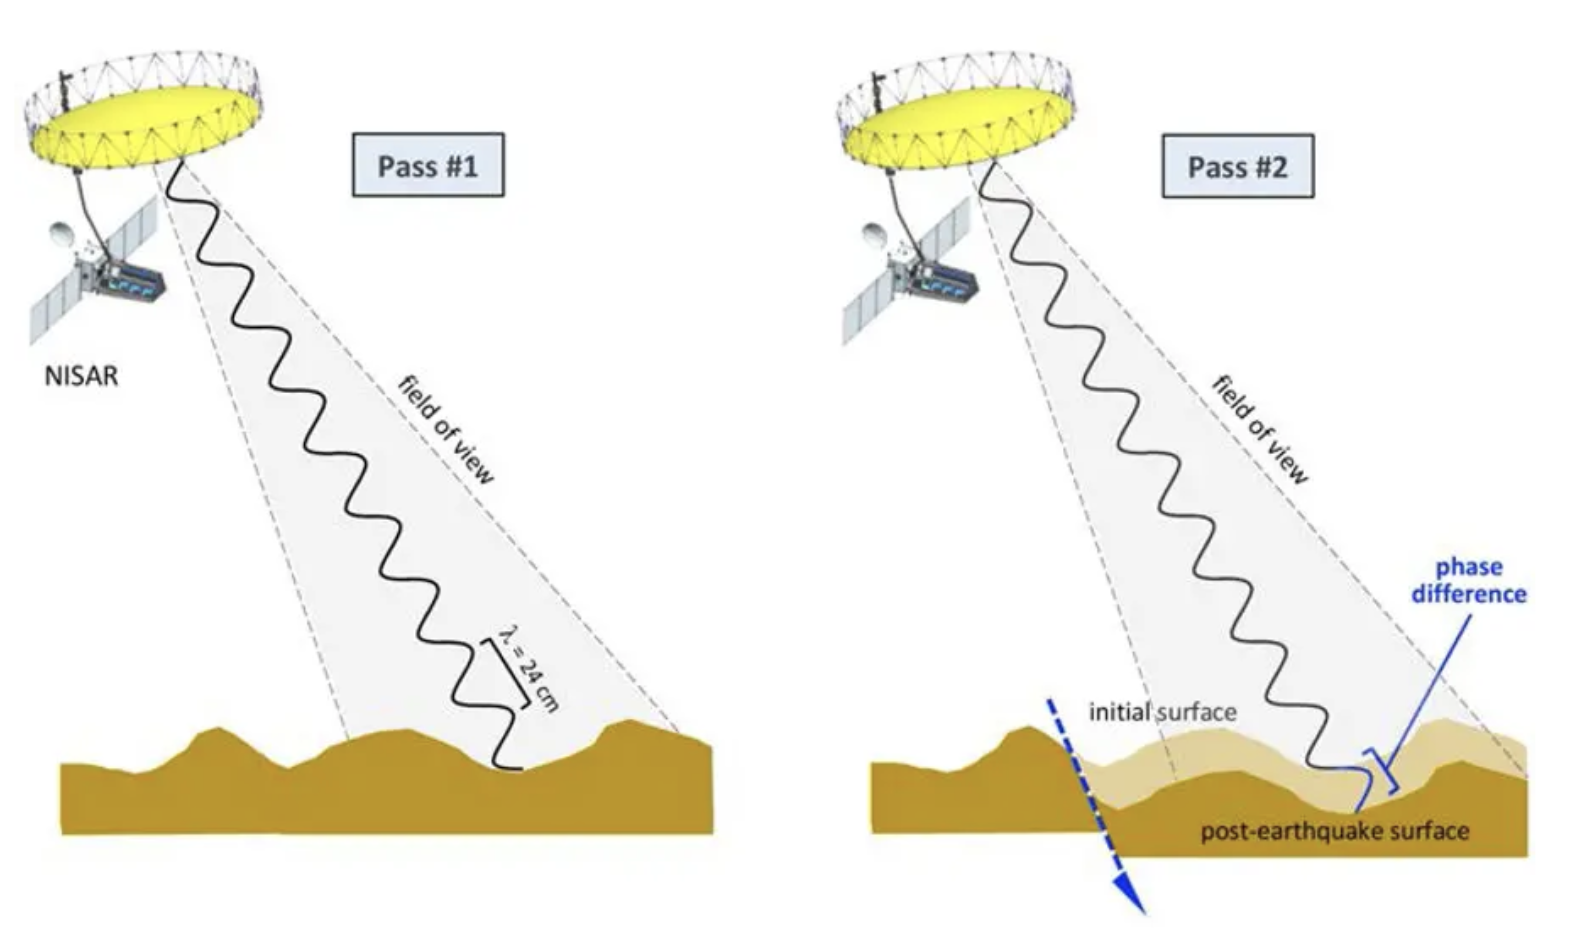 Pass #1
NISAR
field of view
λ = 24 cm
Pass #2
field of view
phase
difference
initial surface
post-earthquake surface